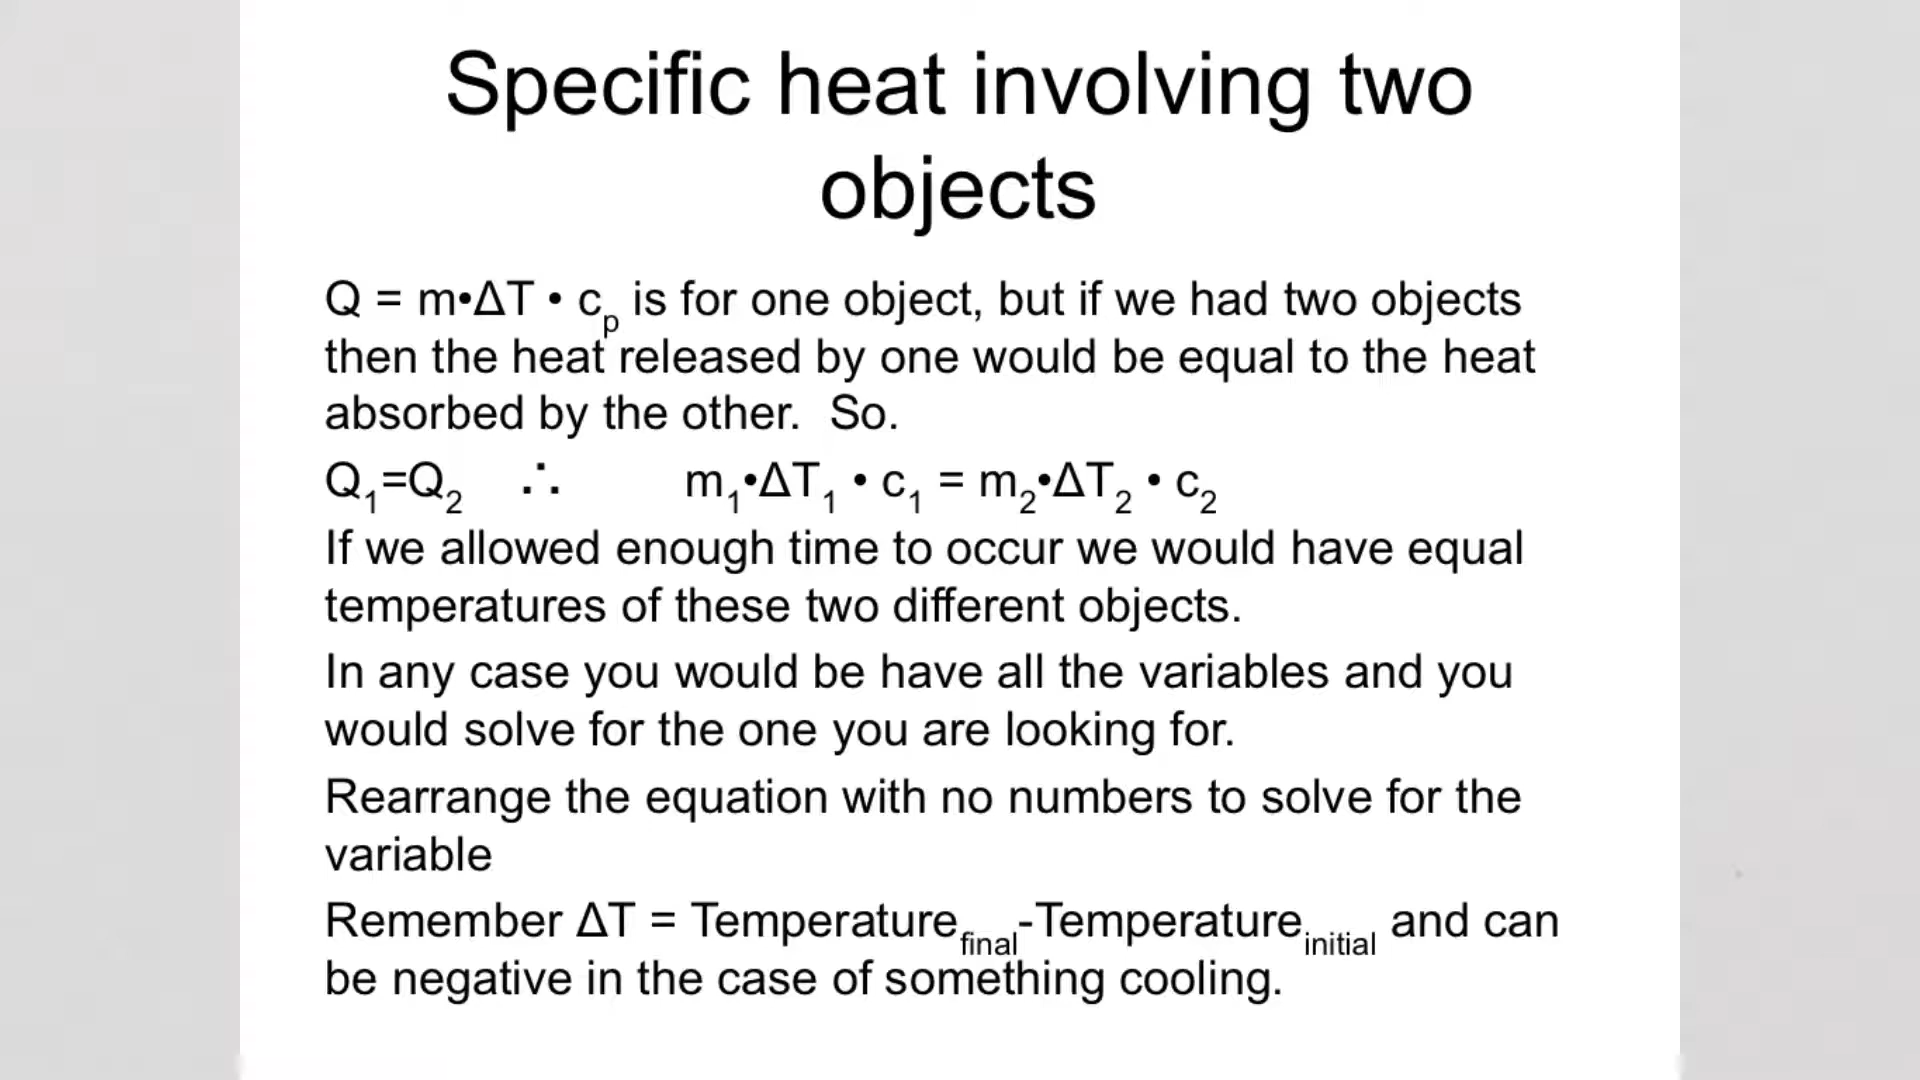 Specific heat involving two
objects
Q = m•ΔT • cp is for one object, but if we had two objects
then the heat released by one would be equal to the heat
absorbed by the other.  So.
Q1=Q2 ∴ m1•ΔT1 • c1 = m2•ΔT2 • c2
If we allowed enough time to occur we would have equal
temperatures of these two different objects.
In any case you would be have all the variables and you
would solve for the one you are looking for.
Rearrange the equation with no numbers to solve for the
variable
Remember ΔT = Temperaturefinal-Temperatureinitial and can
be negative in the case of something cooling.